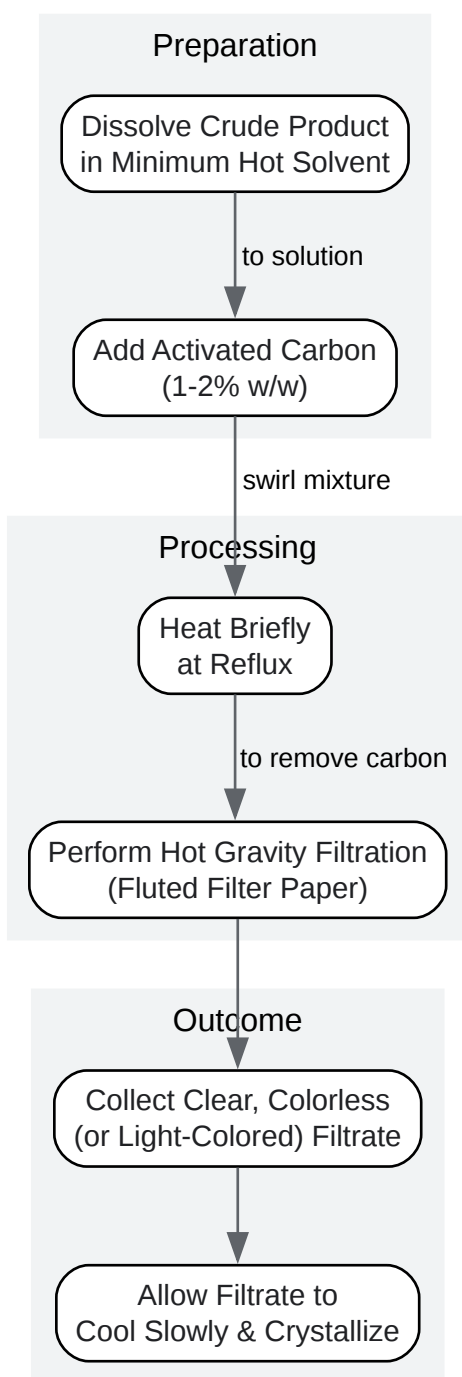 Preparation
Dissolve Crude Product
in Minimum Hot Solvent
to solution
Add Activated Carbon
(1-2% w/w)
swirl mixture
Processing
Heat Briefly
at Reflux
to remove carbon
Perform Hot Gravity Filtration
(Fluted Filter Paper)
Outcome
Collect Clear, Colorless
(or Light-Colored) Filtrate
Allow Filtrate to
Cool Slowly & Crystallize